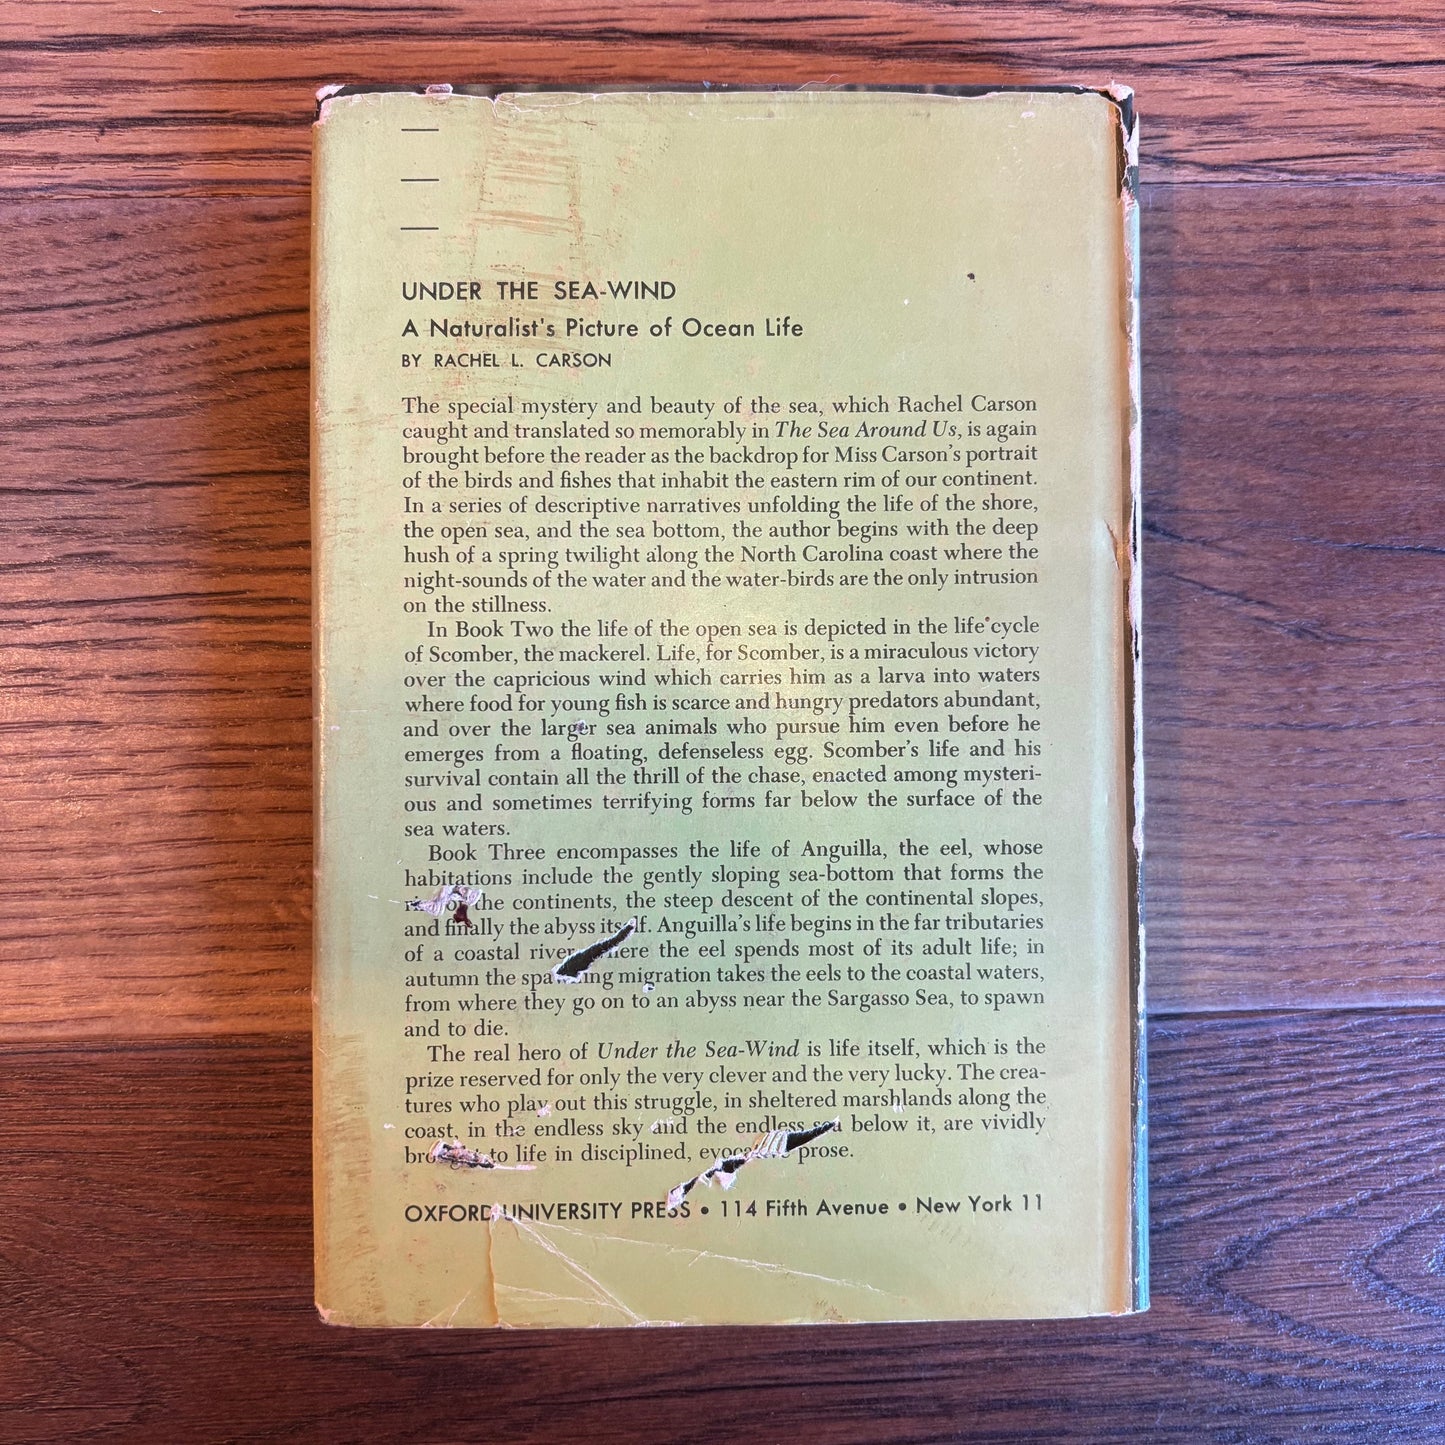 UNDER THE SEA-WIND
A Naturalist's Picture of Ocean Life
BY RACHEL L. CARSON
The special mystery and beauty of the sea, which Rachel Carson
caught and translated so memorably in The Sea Around Us, is again
brought before the reader as the backdrop for Miss Carson's portrait
of the birds and fishes that inhabit the eastern rim of our continent.
In a series of descriptive narratives unfolding the life of the shore,
the open sea, and the sea bottom, the author begins with the deep
hush of a spring twilight along the North Carolina coast where the
night-sounds of the water and the water-birds are the only intrusion
on the stillness.
In Book Two the life of the open sea is depicted in the life cycle
of Scomber, the mackerel. Life, for Scomber, is a miraculous victory
over the capricious wind which carries him as a larva into waters
where food for young fish is scarce and hungry predators abundant,
and over the larger sea animals who pursue him even before he
emerges from a floating, defenseless egg. Scomber's life and his
survival contain all the thrill of the chase, enacted among mysteri-
ous and sometimes terrifying forms far below the surface of the
sea waters.
Book Three encompasses the life of Anguilla, the eel, whose
habitations include the gently sloping sea-bottom that forms the
the continents, the steep descent of the continental slopes,
and finally the abyss itself. Anguilla's life begins in the far tributaries
of a coastal river where the eel spends most of its adult life; in
autumn the spawning migration takes the eels to the coastal waters,
from where they go on to an abyss near the Sargasso Sea, to spawn
and to die.
The real hero of Under the Sea-Wind is life itself, which is the
prize reserved for only the very clever and the very lucky. The crea-
tures who play out this struggle, in sheltered marshlands along the
coast, in the endless sky and the endless sea below it, are vividly
brought to life in disciplined, evocative prose.
OXFORD UNIVERSITY PRESS • 114 Fifth Avenue • New York 11